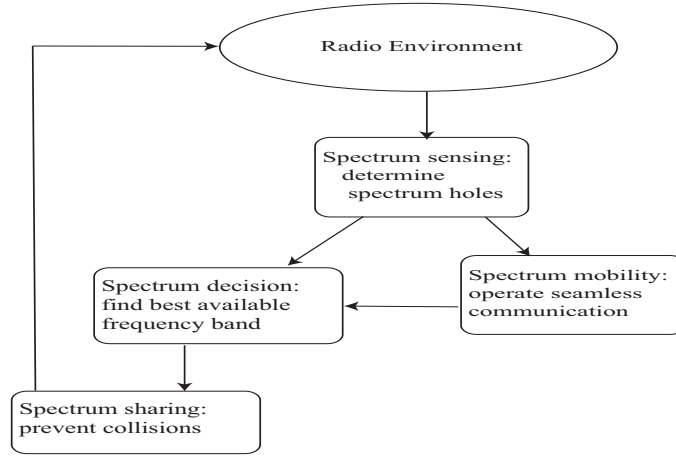 Radio Environment
Spectrum sensing:
determine
spectrum holes
Spectrum decision:
find best available
frequency band
Spectrum mobility:
operate seamless
communication
Spectrum sharing:
prevent collisions